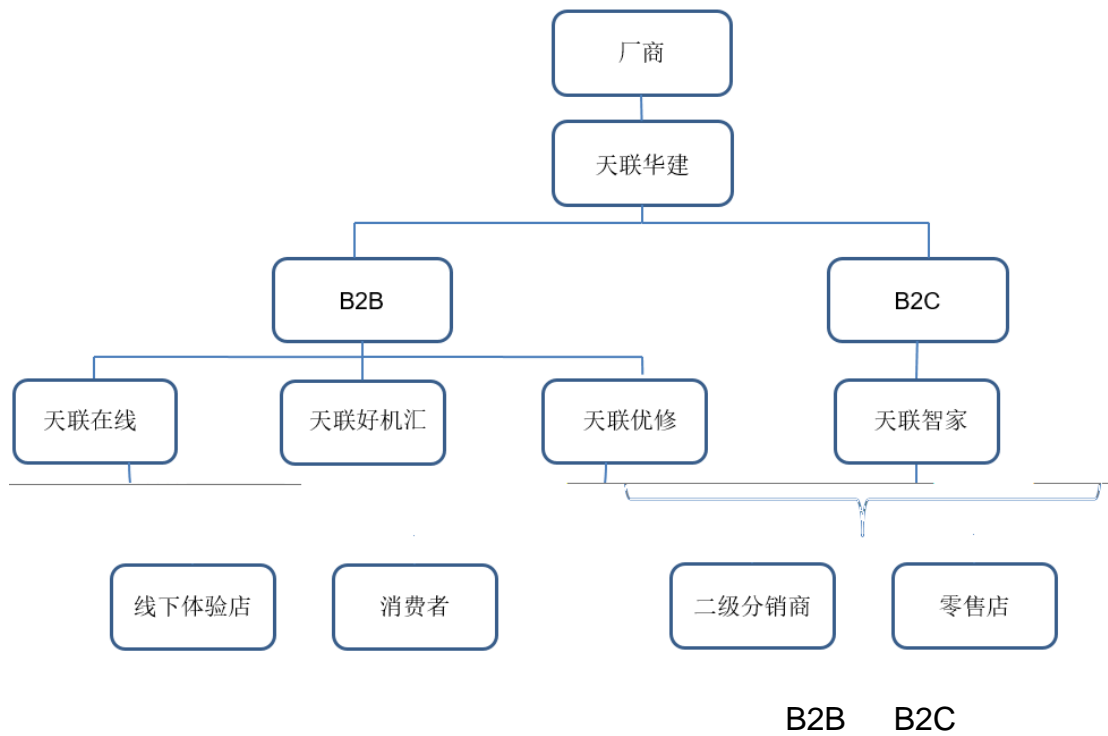 厂商
天联华建
B2B
B2C
天联在线
天联好机汇
天联优修
天联智家
线下体验店
消费者
二级分销商
零售店
B2B B2C